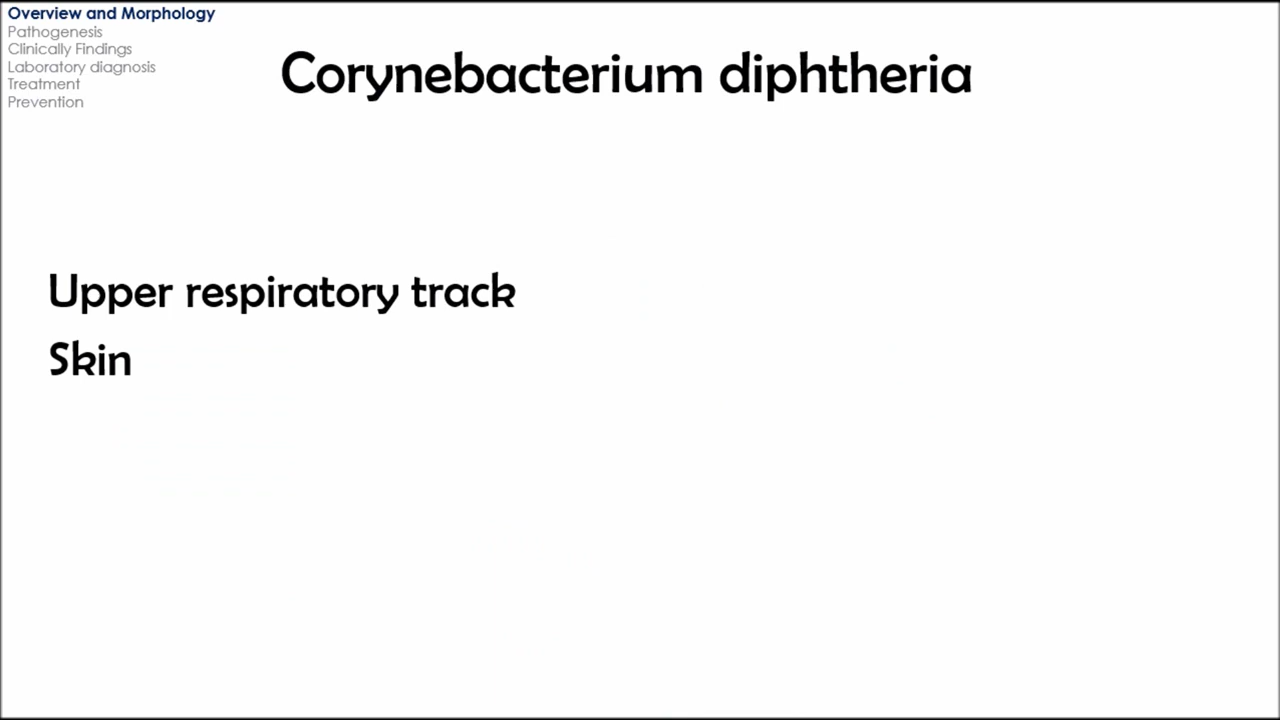 Overview and Morphology
Pathogenesis
Clinically Findings
Laboratory diagnosis
Treatment
Prevention
Corynebacterium diphtheria
Upper respiratory track
Skin